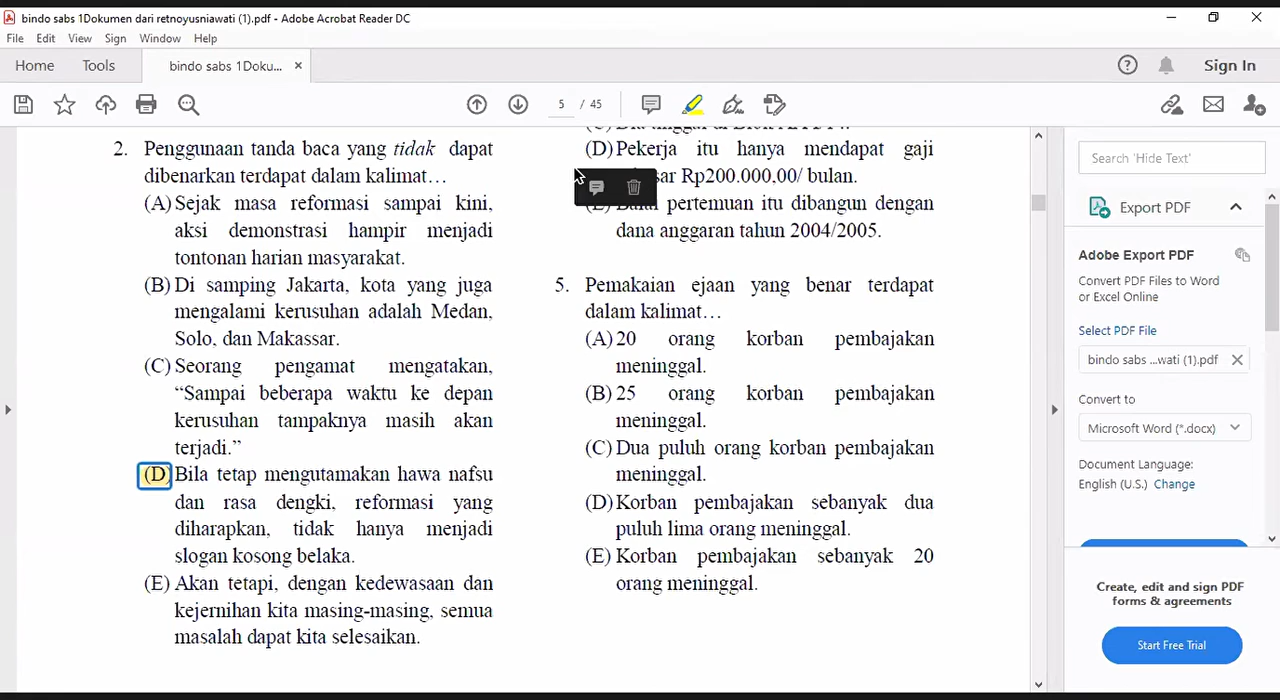 bindo sabs 1Dokumen dari retnoyusniawati (1).pdf - Adobe Acrobat Reader DC
File Edit View Sign Window Help
Home Tools bindo sabs 1Doku... × Sign In
5 / 45
2. Penggunaan tanda baca yang tidak dapat
dibenarkan terdapat dalam kalimat…
(A) Sejak masa reformasi sampai kini,
aksi demonstrasi hampir menjadi
tontonan harian masyarakat.
(B) Di samping Jakarta, kota yang juga
mengalami kerusuhan adalah Medan,
Solo, dan Makassar.
(C) Seorang pengamat mengatakan,
“Sampai beberapa waktu ke depan
kerusuhan tampaknya masih akan
terjadi.”
(D) Bila tetap mengutamakan hawa nafsu
dan rasa dengki, reformasi yang
diharapkan, tidak hanya menjadi
slogan kosong belaka.
(E) Akan tetapi, dengan kedewasaan dan
kejernihan kita masing-masing, semua
masalah dapat kita selesaikan.
(D) Pekerja itu hanya mendapat gaji
Rp200.000,00/ bulan.
pertemuan itu dibangun dengan
dana anggaran tahun 2004/2005.
5. Pemakaian ejaan yang benar terdapat
dalam kalimat…
(A) 20 orang korban pembajakan
meninggal.
(B) 25 orang korban pembajakan
meninggal.
(C) Dua puluh orang korban pembajakan
meninggal.
(D) Korban pembajakan sebanyak dua
puluh lima orang meninggal.
(E) Korban pembajakan sebanyak 20
orang meninggal.
Search 'Hide Text'
Export PDF
Adobe Export PDF
Convert PDF Files to Word
or Excel Online
Select PDF File
bindo sabs ...wati (1).pdf
Convert to
Microsoft Word (*.docx)
Document Language:
English (U.S.) Change
Create, edit and sign PDF
forms & agreements
Start Free Trial